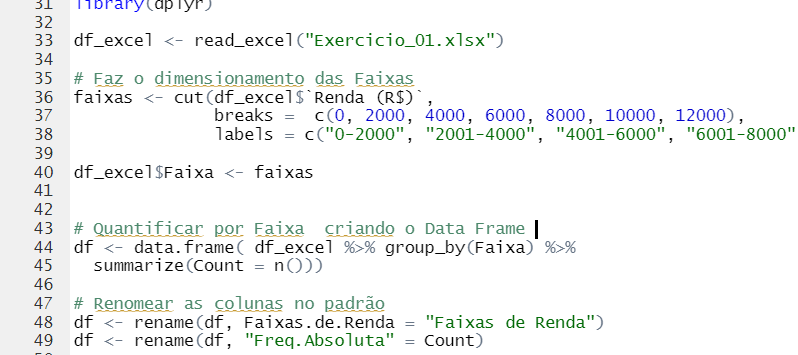 31 library(dplyr)
32
33 df_excel <- read_excel("Exercicio_01.xlsx")
34
35 # Faz o dimensionamento das Faixas
36 faixas <- cut(df_excel$`Renda (R$)`,
37 breaks =  c(0, 2000, 4000, 6000, 8000, 10000, 12000),
38 labels = c("0-2000", "2001-4000", "4001-6000", "6001-8000"
39
40 df_excel$Faixa <- faixas
41
42
43 # Quantificar por Faixa  criando o Data Frame
44 df <- data.frame( df_excel %>% group_by(Faixa) %>%
45 summarize(Count = n()))
46
47 # Renomear as colunas no padrão
48 df <- rename(df, Faixas.de.Renda = "Faixas de Renda")
49 df <- rename(df, "Freq.Absoluta" = Count)